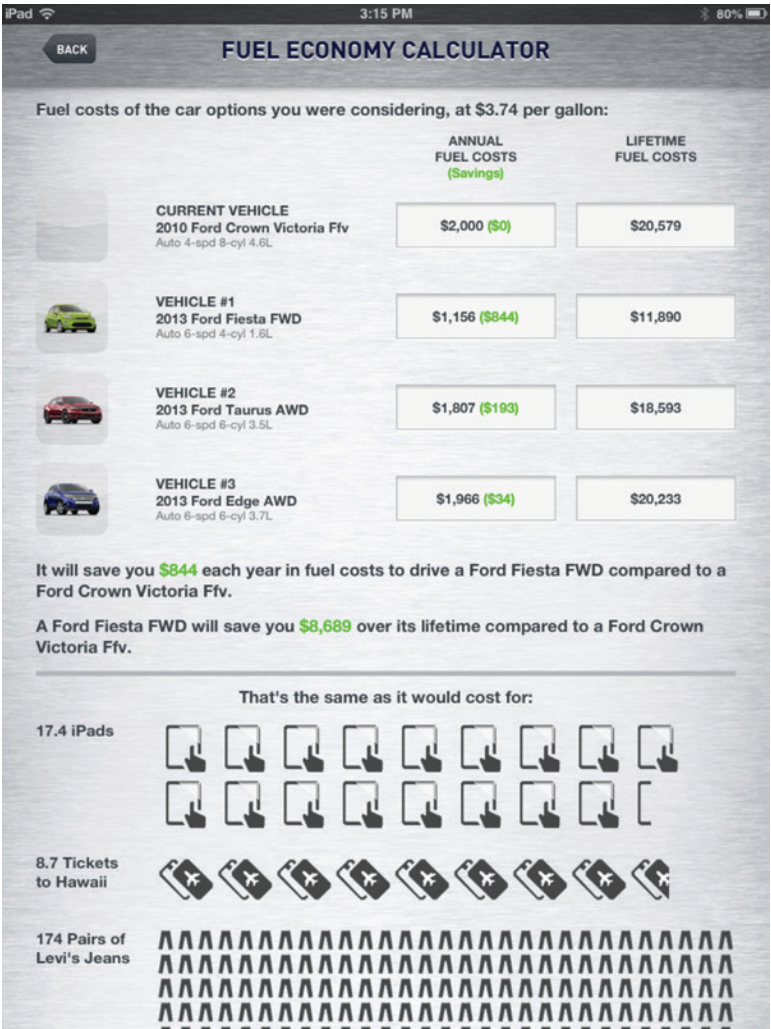 iPad 3:15 PM 80%
BACK FUEL ECONOMY CALCULATOR
Fuel costs of the car options you were considering, at $3.74 per gallon:
ANNUAL
FUEL COSTS
(Savings)
LIFETIME
FUEL COSTS
CURRENT VEHICLE
2010 Ford Crown Victoria Ffv
Auto 4-spd 8-cyl 4.6L
$2,000 ($0) $20,579
VEHICLE #1
2013 Ford Fiesta FWD
Auto 6-spd 4-cyl 1.6L
$1,156 ($844) $11,890
VEHICLE #2
2013 Ford Taurus AWD
Auto 6-spd 6-cyl 3.5L
$1,807 ($193) $18,593
VEHICLE #3
2013 Ford Edge AWD
Auto 6-spd 6-cyl 3.7L
$1,966 ($34) $20,233
It will save you $844 each year in fuel costs to drive a Ford Fiesta FWD compared to a
Ford Crown Victoria Ffv.
A Ford Fiesta FWD will save you $8,689 over its lifetime compared to a Ford Crown
Victoria Ffv.
That's the same as it would cost for:
17.4 iPads
8.7 Tickets
to Hawaii
174 Pairs of
Levi's Jeans